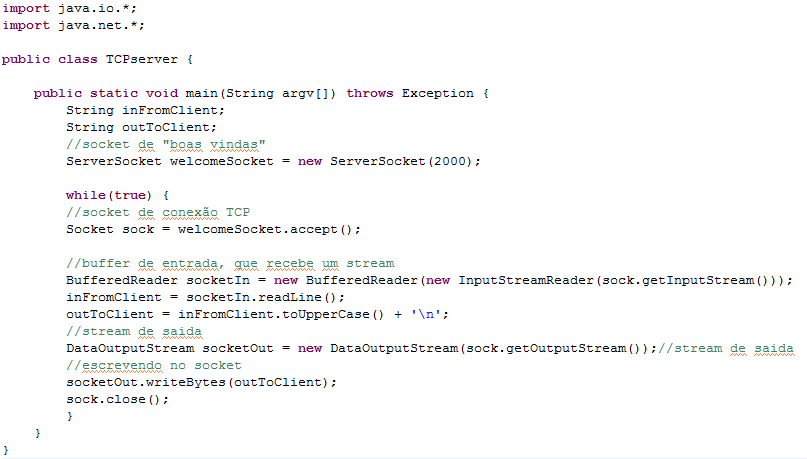 import java.io.*;
import java.net.*;
public class TCPserver {
public static void main(String argv[]) throws Exception {
String inFromClient;
String outToClient;
//socket de "boas vindas"
ServerSocket welcomeSocket = new ServerSocket(2000);
while(true) {
//socket de conexão TCP
Socket sock = welcomeSocket.accept();
//buffer de entrada, que recebe um stream
BufferedReader socketIn = new BufferedReader(new InputStreamReader(sock.getInputStream()));
inFromClient = socketIn.readLine();
outToClient = inFromClient.toUpperCase() + '\n';
//stream de saida
DataOutputStream socketOut = new DataOutputStream(sock.getOutputStream());//stream de saida
//escrevendo no socket
socketOut.writeBytes(outToClient);
sock.close();
}
}
}